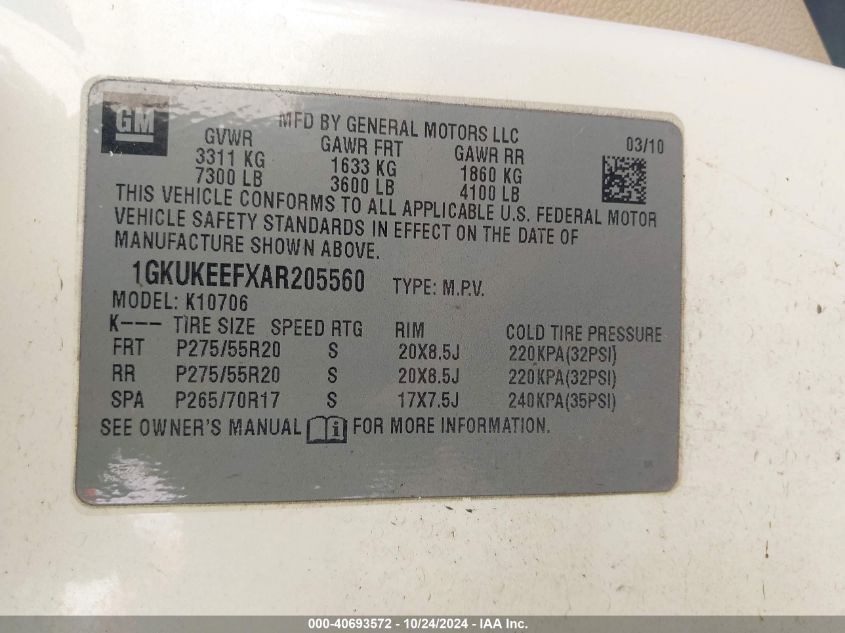 GM
MFD BY GENERAL MOTORS LLC
03/10
GVWR GAWR FRT GAWR RR
3311 KG 1633 KG 1860 KG
7300 LB 3600 LB 4100 LB
THIS VEHICLE CONFORMS TO ALL APPLICABLE U.S. FEDERAL MOTOR
VEHICLE SAFETY STANDARDS IN EFFECT ON THE DATE OF
MANUFACTURE SHOWN ABOVE.
1GKUKEEFXAR205560 TYPE: M.P.V.
MODEL: K10706
K--- TIRE SIZE SPEED RTG RIM COLD TIRE PRESSURE
FRT P275/55R20 S 20X8.5J 220KPA(32PSI)
RR P275/55R20 S 20X8.5J 220KPA(32PSI)
SPA P265/70R17 S 17X7.5J 240KPA(35PSI)
SEE OWNER'S MANUAL i FOR MORE INFORMATION.
000-40693572 - 10/24/2024 - IAA Inc.